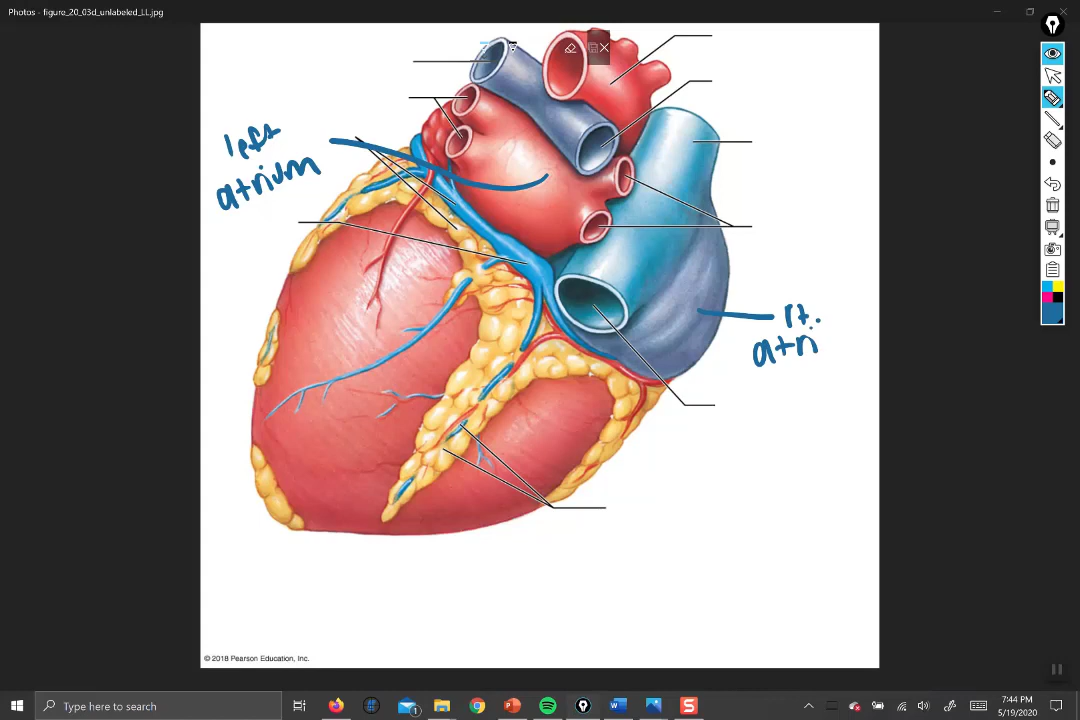 Photos - figure_20_03d_unlabeled_LL.jpg
left
atrium
rt.
atri
© 2018 Pearson Education, Inc.
Type here to search
1
7:44 PM
5/19/2020